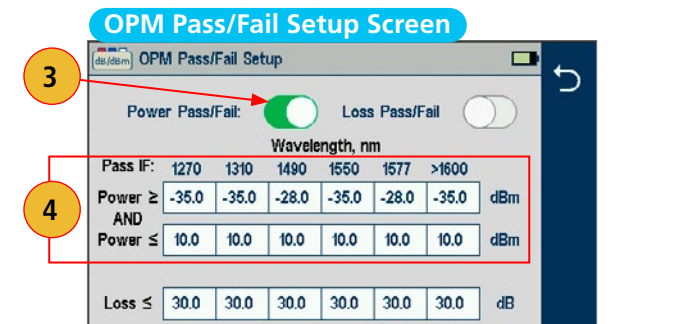 OPM Pass/Fail Setup Screen
dB/dBm OPM Pass/Fail Setup
3
Power Pass/Fail: Loss Pass/Fail
Wavelength, nm
Pass IF: 1270 1310 1490 1550 1577 >1600
Power ≥ -35.0 -35.0 -28.0 -35.0 -28.0 -35.0 dBm
4
AND
Power ≤ 10.0 10.0 10.0 10.0 10.0 10.0 dBm
Loss ≤ 30.0 30.0 30.0 30.0 30.0 30.0 dB